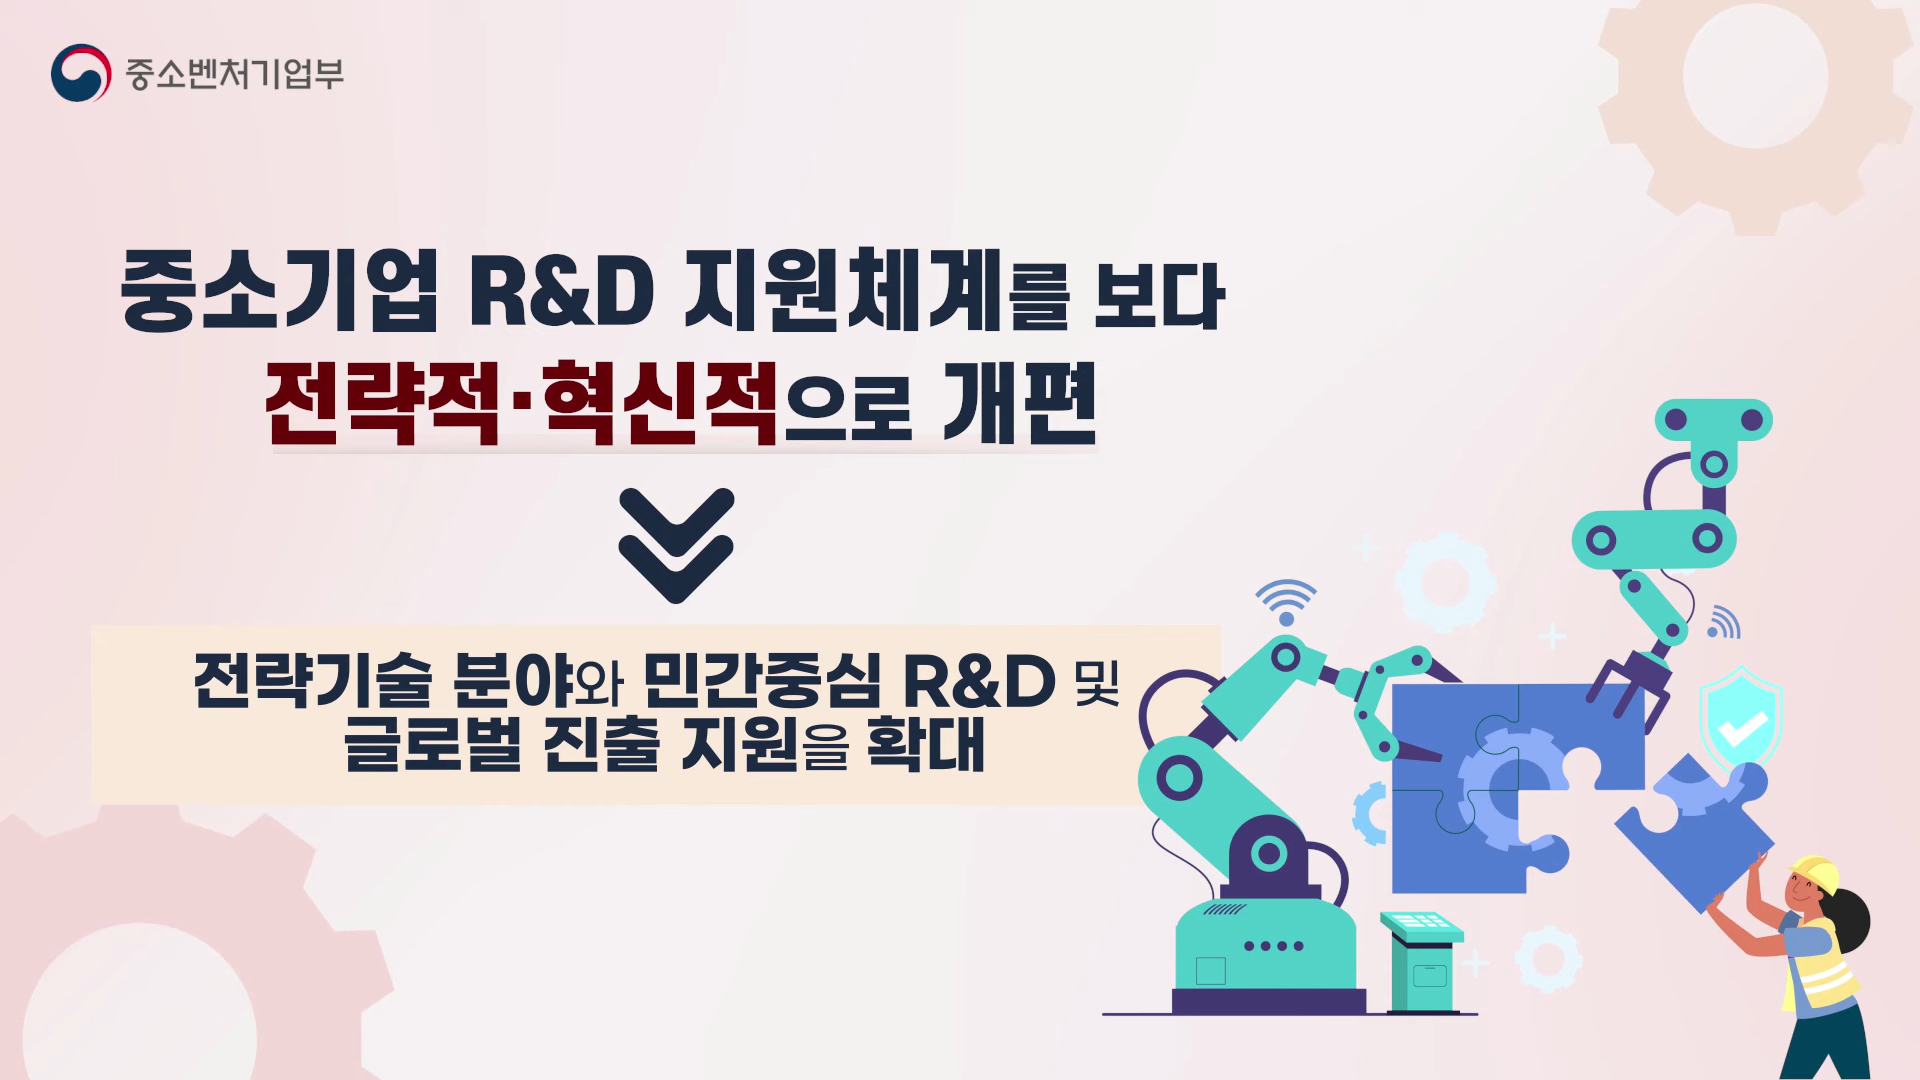 중소벤처기업부
중소기업 R&D 지원체계를 보다
전략적·혁신적으로 개편
전략기술 분야와 민간중심 R&D 및
글로벌 진출 지원을 확대